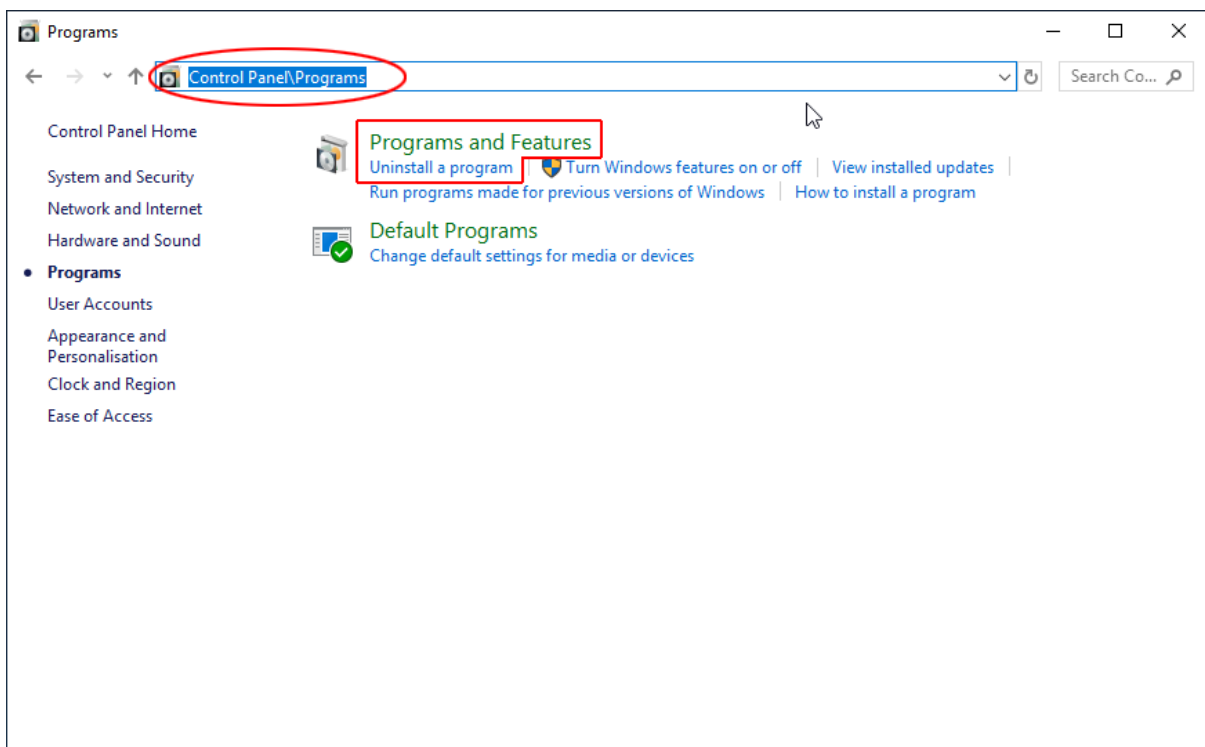 Programs
Control Panel\Programs
Search Co...
Control Panel Home
System and Security
Network and Internet
Hardware and Sound
Programs
User Accounts
Appearance and
Personalisation
Clock and Region
Ease of Access
Programs and Features
Uninstall a program Turn Windows features on or off View installed updates
Run programs made for previous versions of Windows How to install a program
Default Programs
Change default settings for media or devices